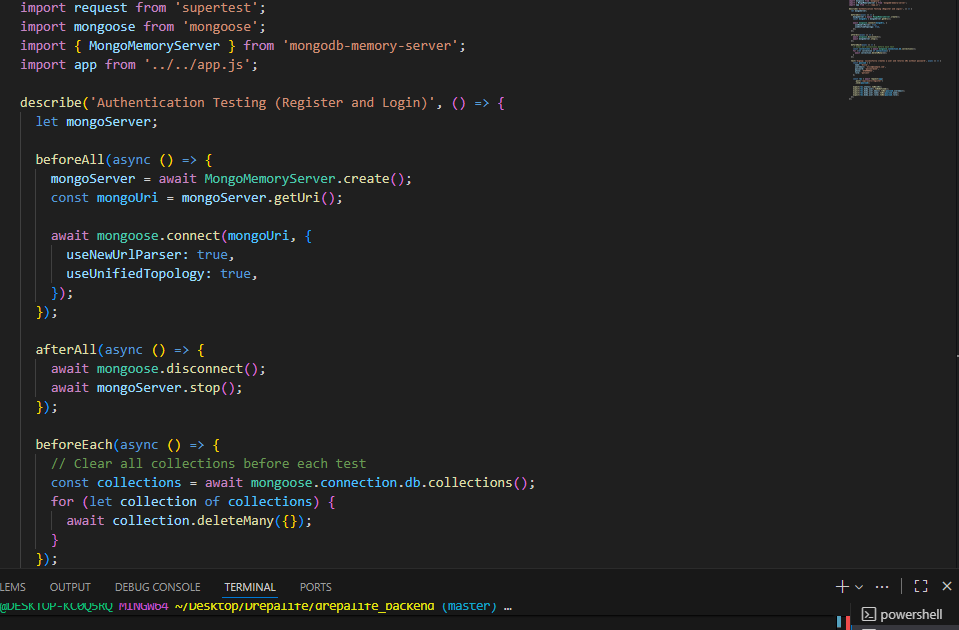 import request from 'supertest';
import mongoose from 'mongoose';
import { MongoMemoryServer } from 'mongodb-memory-server';
import app from '../../app.js';
describe('Authentication Testing (Register and Login)', () => {
let mongoServer;
beforeAll(async () => {
mongoServer = await MongoMemoryServer.create();
const mongoUri = mongoServer.getUri();
await mongoose.connect(mongoUri, {
useNewUrlParser: true,
useUnifiedTopology: true,
});
});
afterAll(async () => {
await mongoose.disconnect();
await mongoServer.stop();
});
beforeEach(async () => {
// Clear all collections before each test
const collections = await mongoose.connection.db.collections();
for (let collection of collections) {
await collection.deleteMany({});
}
});
LEMS OUTPUT DEBUG CONSOLE TERMINAL PORTS
@DESKTOP-KC0Q5RQ MINGW64 ~/Desktop/Drepalife/drepalife_backend (master) …
powershell